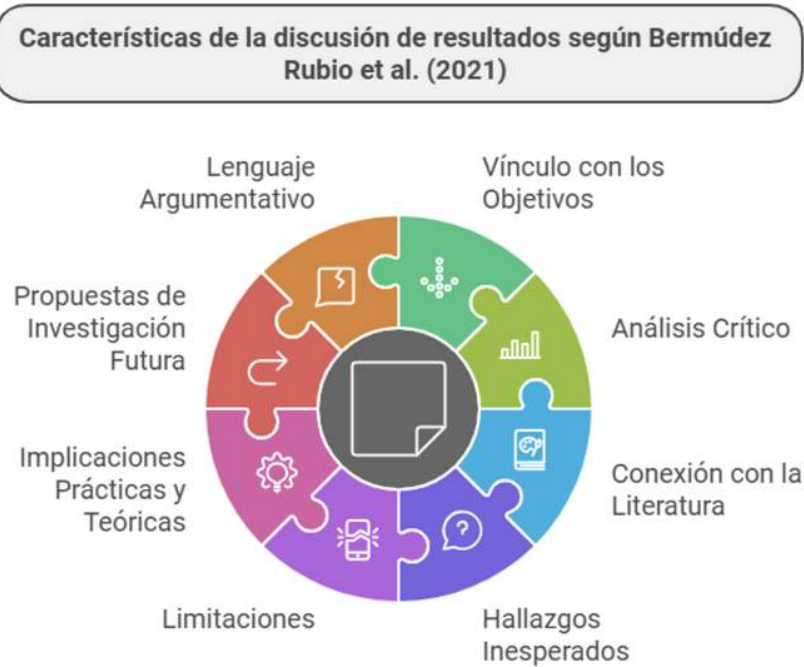 Características de la discusión de resultados según Bermúdez
Rubio et al. (2021)
Lenguaje
Argumentativo
Vínculo con los
Objetivos
Propuestas de
Investigación
Futura
Análisis Crítico
Implicaciones
Prácticas y
Teóricas
Conexión con la
Literatura
Limitaciones
Hallazgos
Inesperados